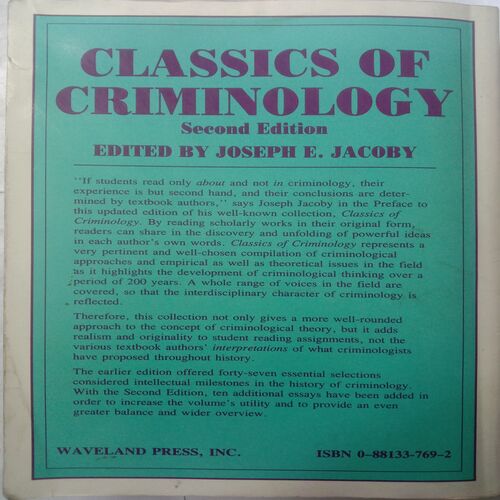 CLASSICS OF
CRIMINOLOGY
Second Edition
EDITED BY JOSEPH E. JACOBY
"If students read only about and not in criminology, their
experience is but second hand, and their conclusions are deter-
mined by textbook authors," says Joseph Jacoby in the Preface to
this updated edition of his well-known collection, Classics of
Criminology. By reading scholarly works in their original form,
readers can share in the discovery and unfolding of powerful ideas
in each author's own words. Classics of Criminology represents a
very pertinent and well-chosen compilation of criminological
approaches and empirical as well as theoretical issues in the field
as it highlights the development of criminological thinking over a
period of 200 years. A whole range of voices in the field are
covered, so that the interdisciplinary character of criminology is
reflected.
Therefore, this collection not only gives a more well-rounded
approach to the concept of criminological theory, but it adds
realism and originality to student reading assignments, not the
various textbook authors' interpretations of what criminologists
have proposed throughout history.
The earlier edition offered forty-seven essential selections
considered intellectual milestones in the history of criminology.
With the Second Edition, ten additional essays have been added in
order to increase the volume's utility and to provide an even
greater balance and wider overview.
WAVELAND PRESS, INC. ISBN 0-88133-769-2